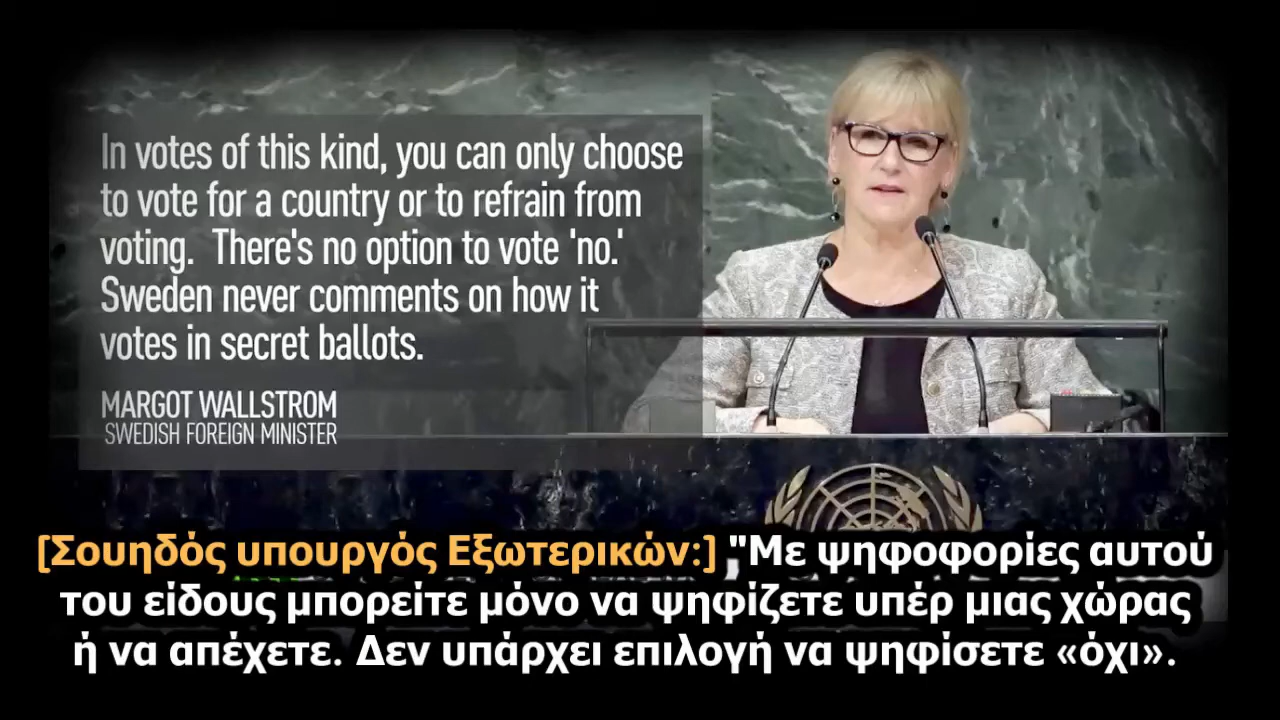 In votes of this kind, you can only choose
to vote for a country or to refrain from
voting. There's no option to vote 'no.'
Sweden never comments on how it
votes in secret ballots.
MARGOT WALLSTROM
SWEDISH FOREIGN MINISTER
[Σουηδός υπουργός Εξωτερικών:] "Με ψηφοφορίες αυτού
του είδους μπορείτε μόνο να ψηφίζετε υπέρ μιας χώρας
ή να απέχετε. Δεν υπάρχει επιλογή να ψηφίσετε «όχι».